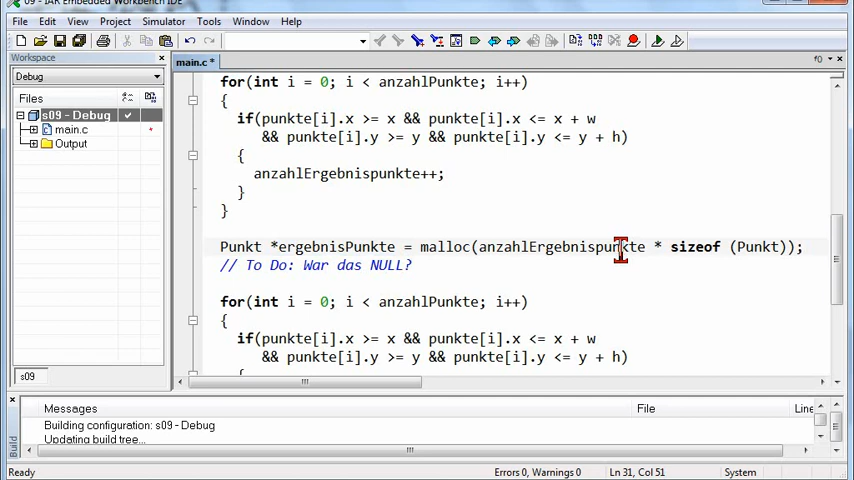 09 - IAR Embedded Workbench IDE
File Edit View Project Simulator Tools Window Help
Workspace
main.c *
f0
Debug
Files
s09 - Debug
main.c
Output
s09
for(int i = 0; i < anzahlPunkte; i++)
{
if(punkte[i].x >= x && punkte[i].x <= x + w
&& punkte[i].y >= y && punkte[i].y <= y + h)
{
anzahlErgebnispunkte++;
}
}
Punkt *ergebnisPunkte = malloc(anzahlErgebnispunkte * sizeof (Punkt));
// To Do: War das NULL?
for(int i = 0; i < anzahlPunkte; i++)
{
if(punkte[i].x >= x && punkte[i].x <= x + w
&& punkte[i].y >= y && punkte[i].y <= y + h)
{
Messages File Line
Building configuration: s09 - Debug
Updating build tree...
Build
Ready Errors 0, Warnings 0 Ln 31, Col 51 System